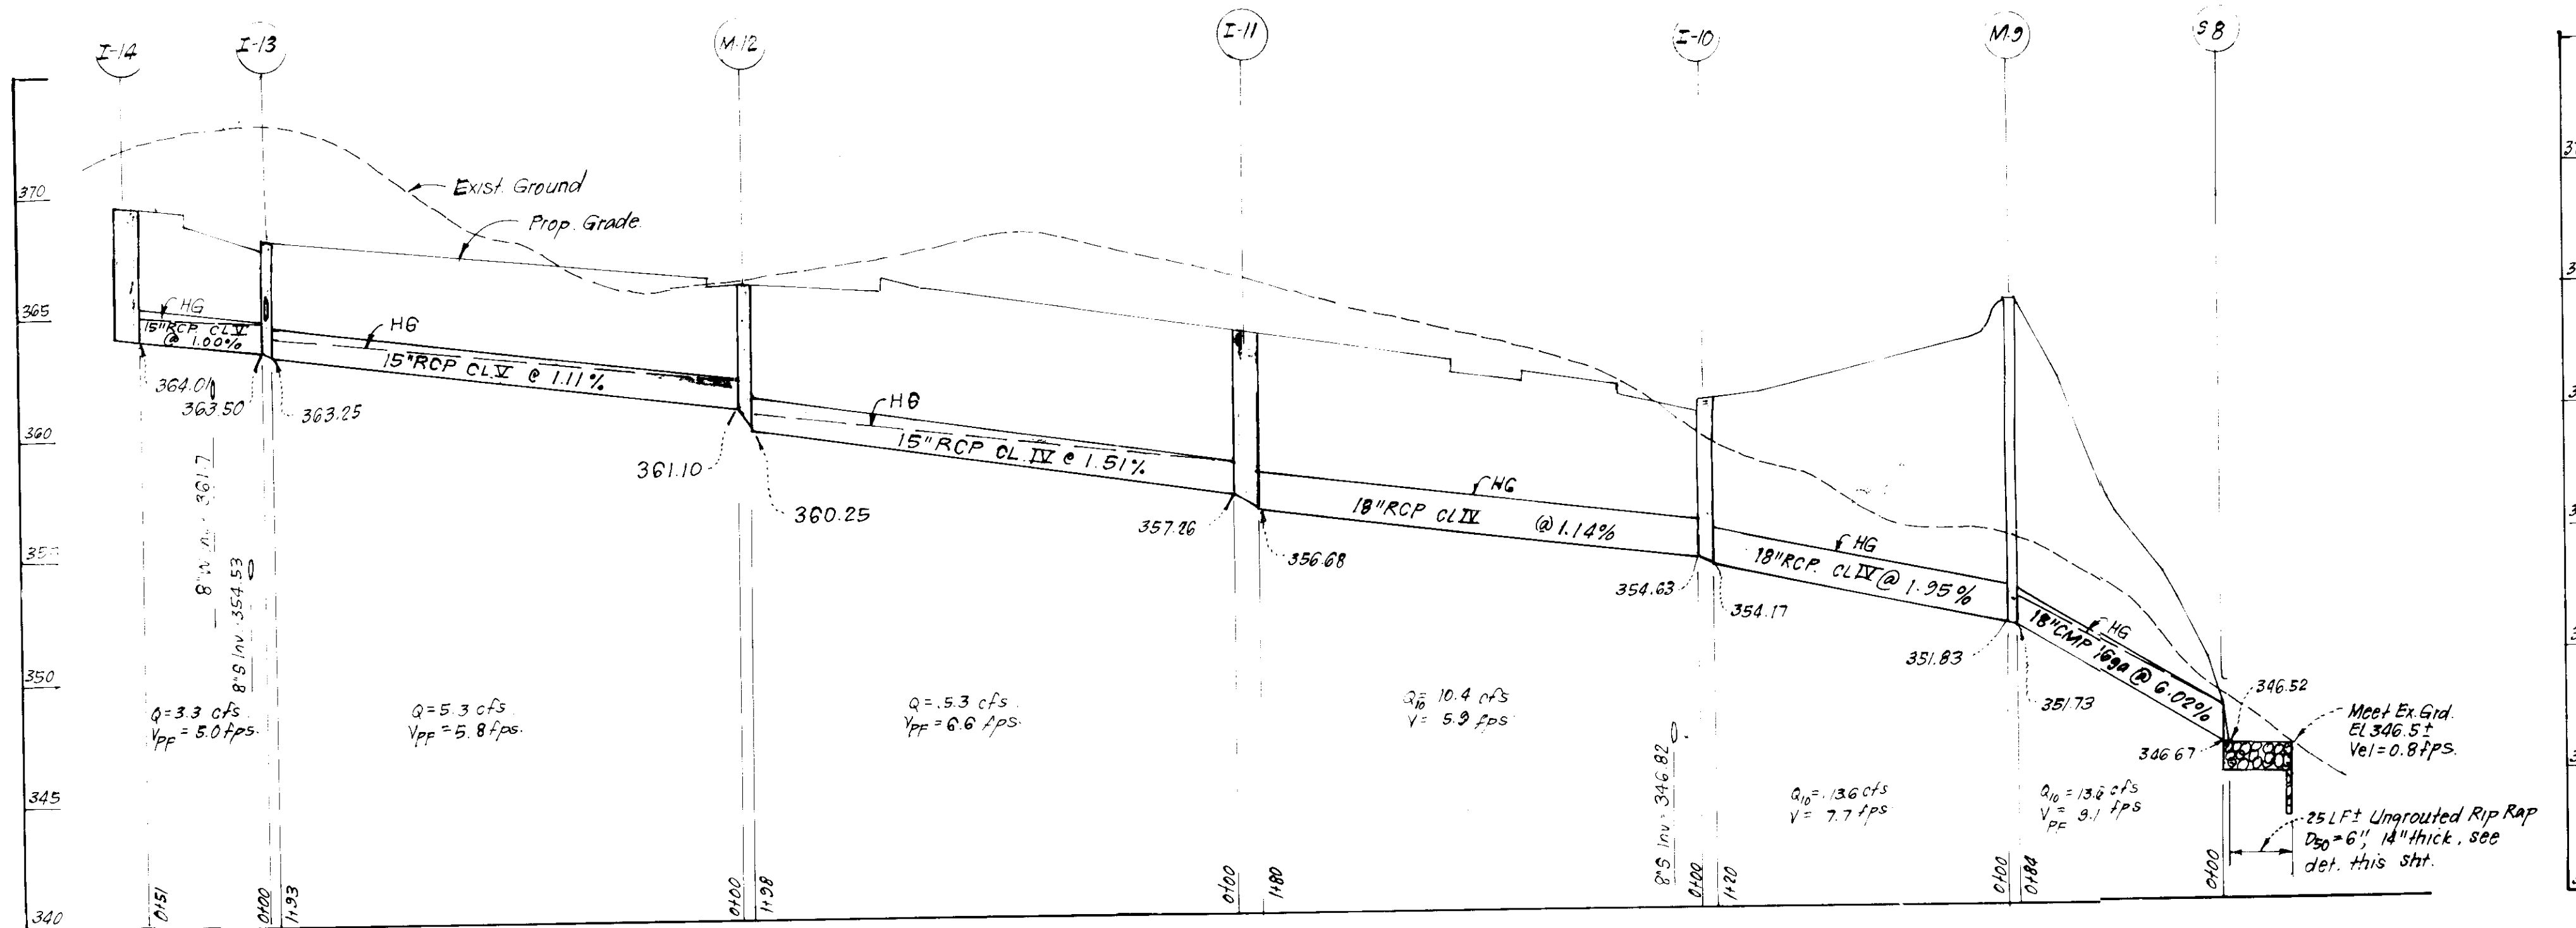 I-14
I-13
M-12
I-11
I-10
M-9
S 8
370
365
360
355
350
345
340
Exist. Ground
Prop. Grade.
HG
15"RCP CL V
@ 1.00%
HG
15"RCP CL.V @ 1.11%
HG
15"RCP CL.IV @ 1.51%
HG
18"RCP CL IV @ 1.14%
HG
18"RCP. CL IV @ 1.95%
HG
18"CMP 16ga @ 6.02%
364.01
363.50
363.25
361.10
360.25
357.26
356.68
354.63
354.17
351.83
351.73
346.67
346.52
8"W Inv. 361.7
8"S Inv. 354.53
8"S Inv. 346.82
Q=3.3 cfs.
VPF = 5.0 fps.
Q=5.3 cfs
VPF = 5.8 fps.
Q=.5.3 cfs.
VPF = 6.6 fps.
Q10= 10.4 cfs
V= 5.9 fps
Q10=.13.6 cfs
V= 7.7 fps
Q10 = 13.6 cfs
VPF= 9.1 fps
Meet Ex.Grd.
EL 346.5±
Vel=0.8fps.
25 LF± Ungrouted Rip Rap
D50=6", 14" thick, see
det. this sht.
0+51
0+00
1+93
0+00
1+98
0+00
1+80
0+00
1+20
0+00
0+84
0+00